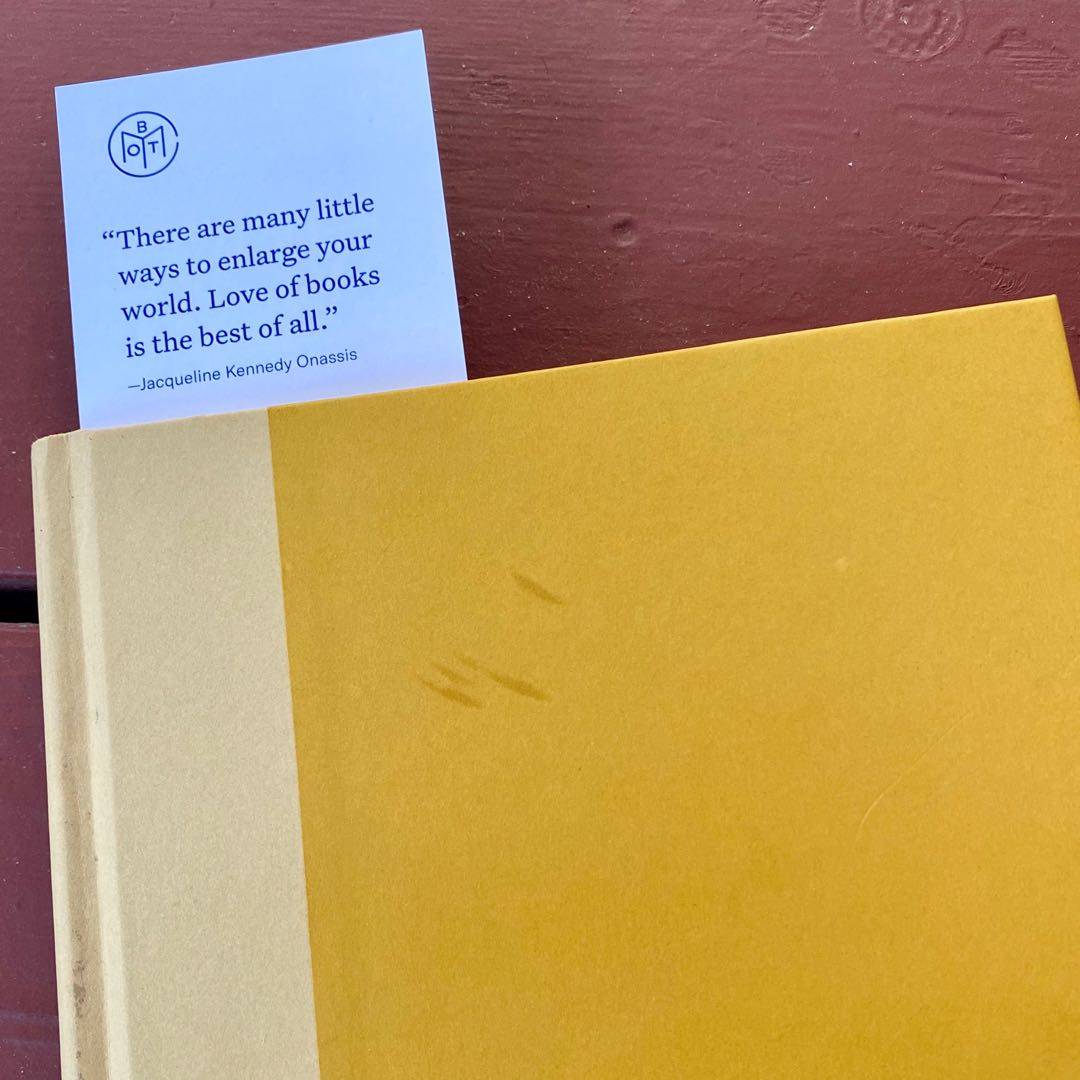 BOTM
“There are many little
ways to enlarge your
world. Love of books
is the best of all.”
—Jacqueline Kennedy Onassis